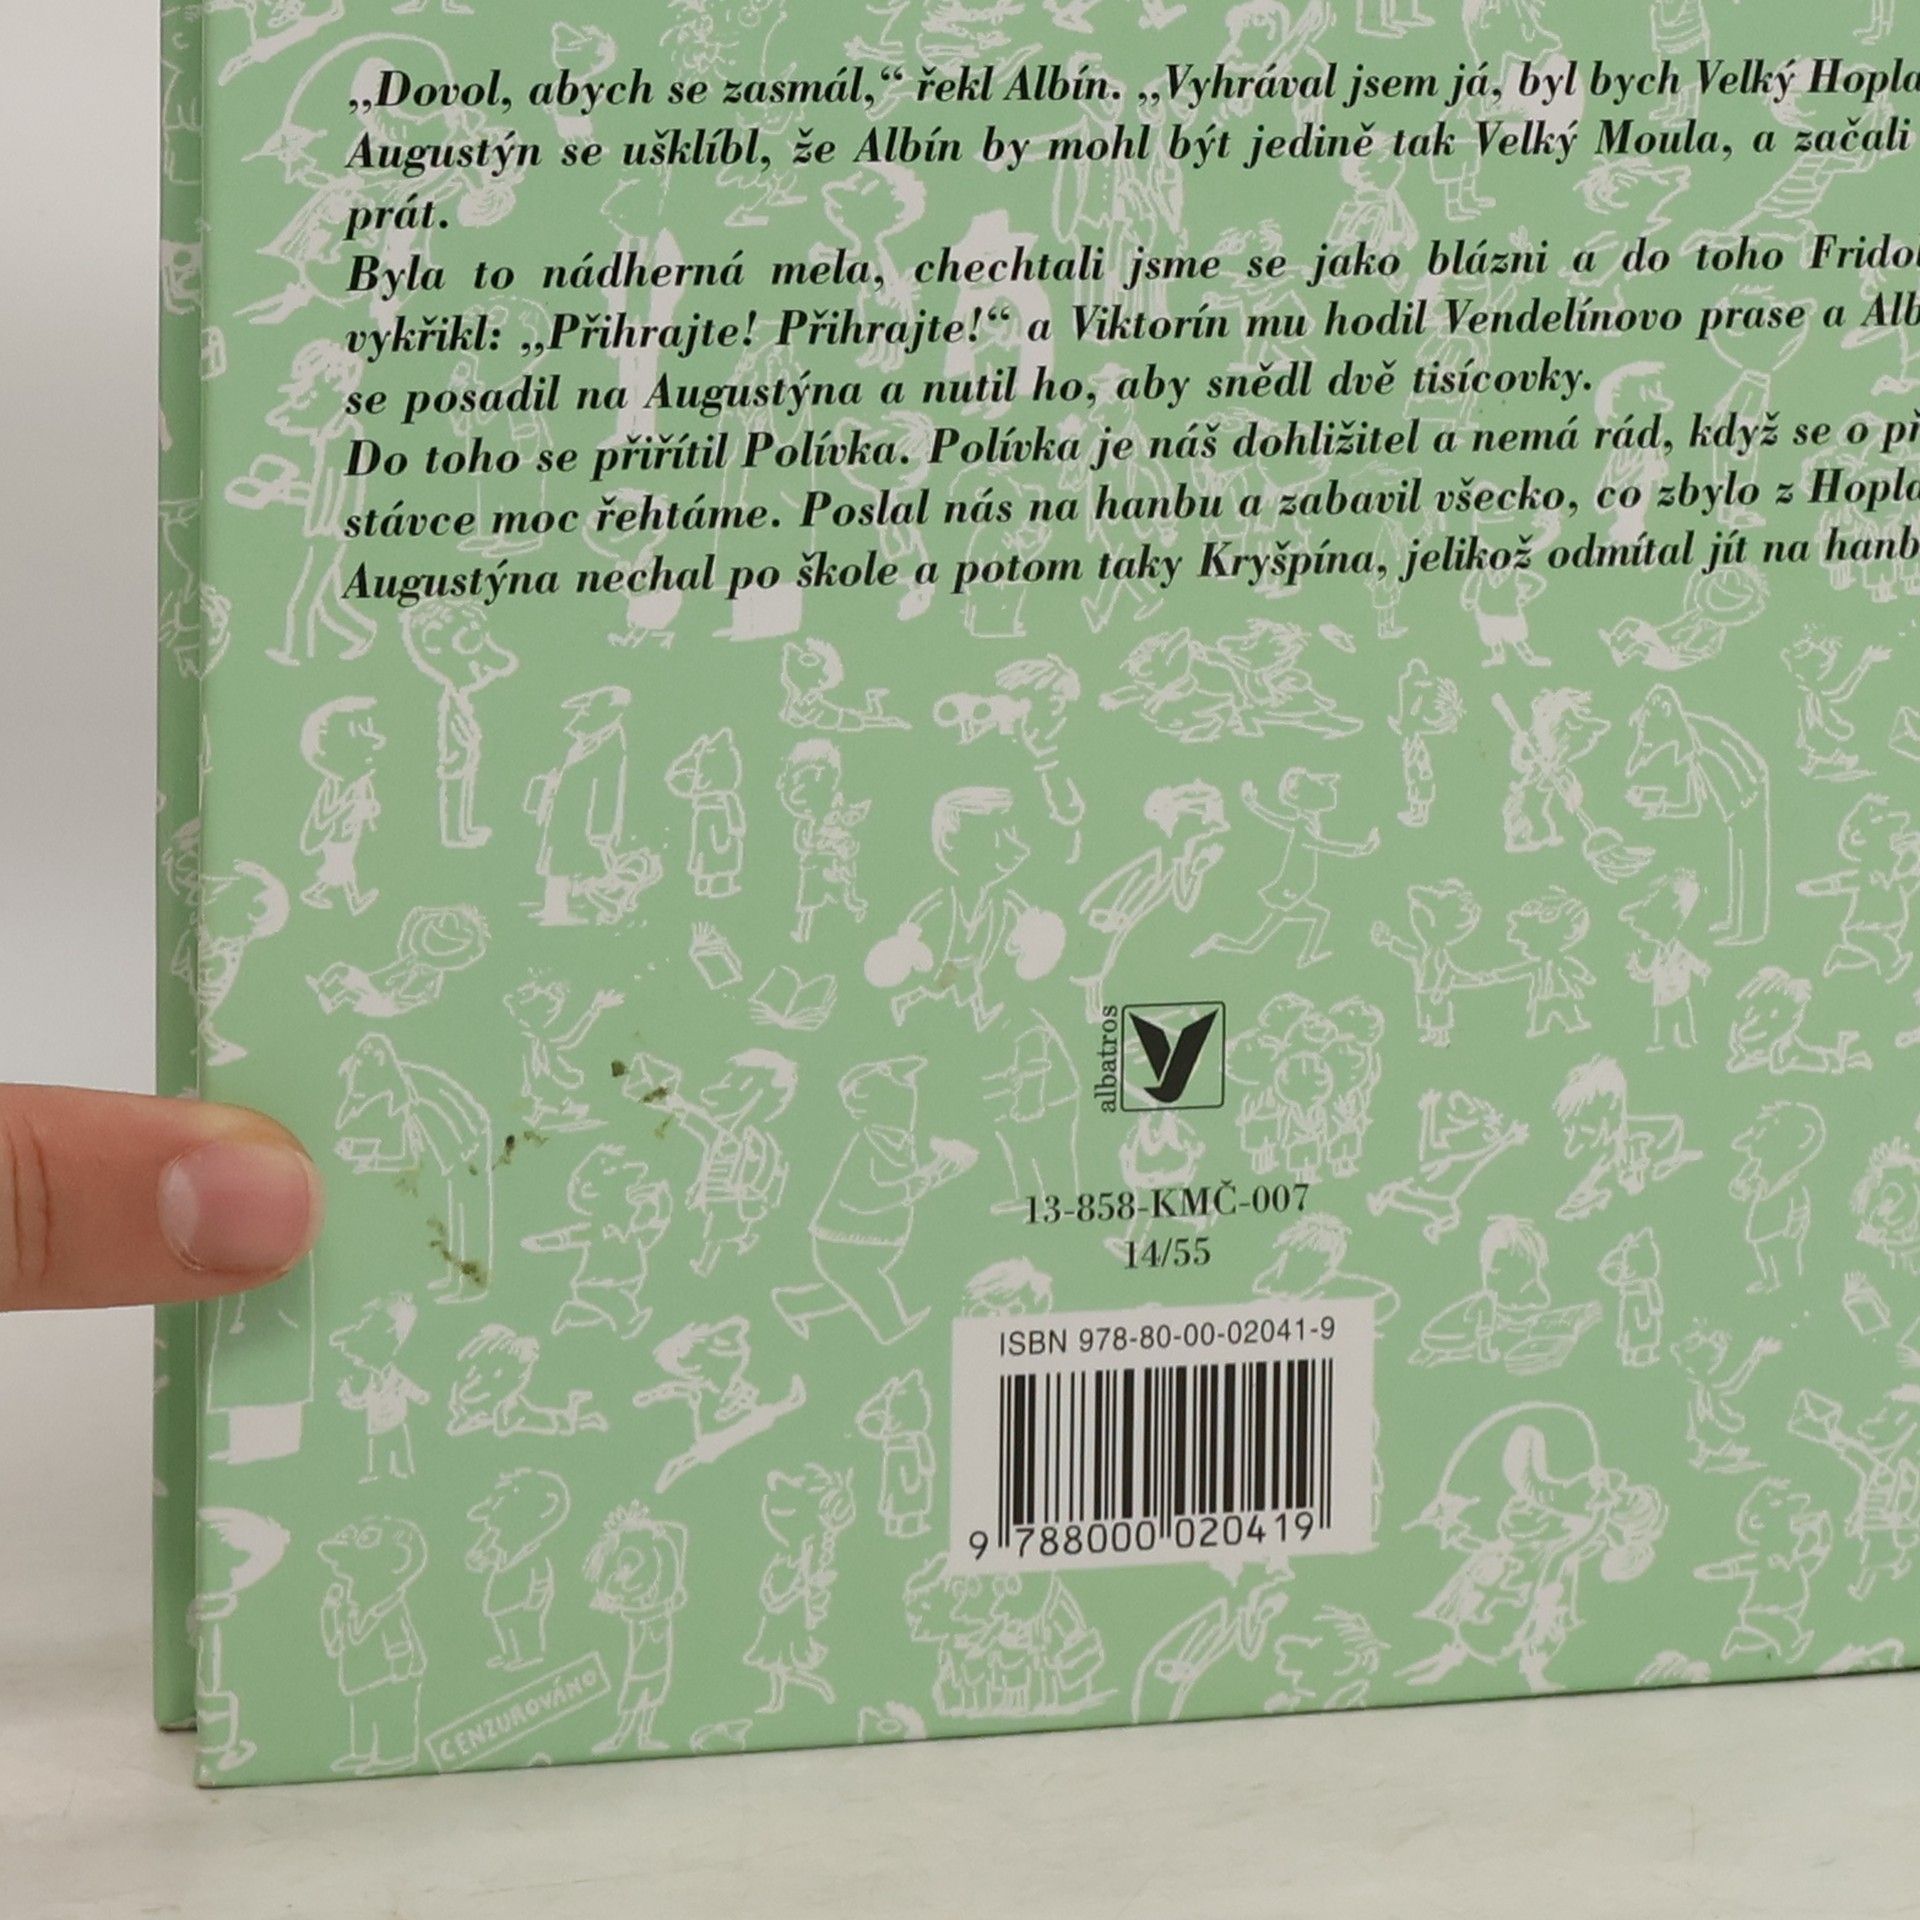 „Dovol, abych se zasmál,“ řekl Albín. „Vyhrával jsem já, byl bych Velký Hopla
Augustýn se ušklíbl, že Albín by mohl být jedině tak Velký Moula, a začali
prát.
Byla to nádherná mela, chechtali jsme se jako blázni a do toho Frido
vykřikl: „Přihrajte! Přihrajte!“ a Viktorín mu hodil Vendelínovo prase a Alb
se posadil na Augustýna a nutil ho, aby snědl dvě tisícovky.
Do toho se přiřítil Polívka. Polívka je náš dohližitel a nemá rád, když se o př
stávce moc řehtáme. Poslal nás na hanbu a zabavil všecko, co zbylo z Hopla
Augustýna nechal po škole a potom taky Kryšpína, jelikož odmítal jít na hanb
albatros
13-858-KMČ-007
14/55
ISBN 978-80-00-02041-9
9 788000 020419
CENZUROVÁNO